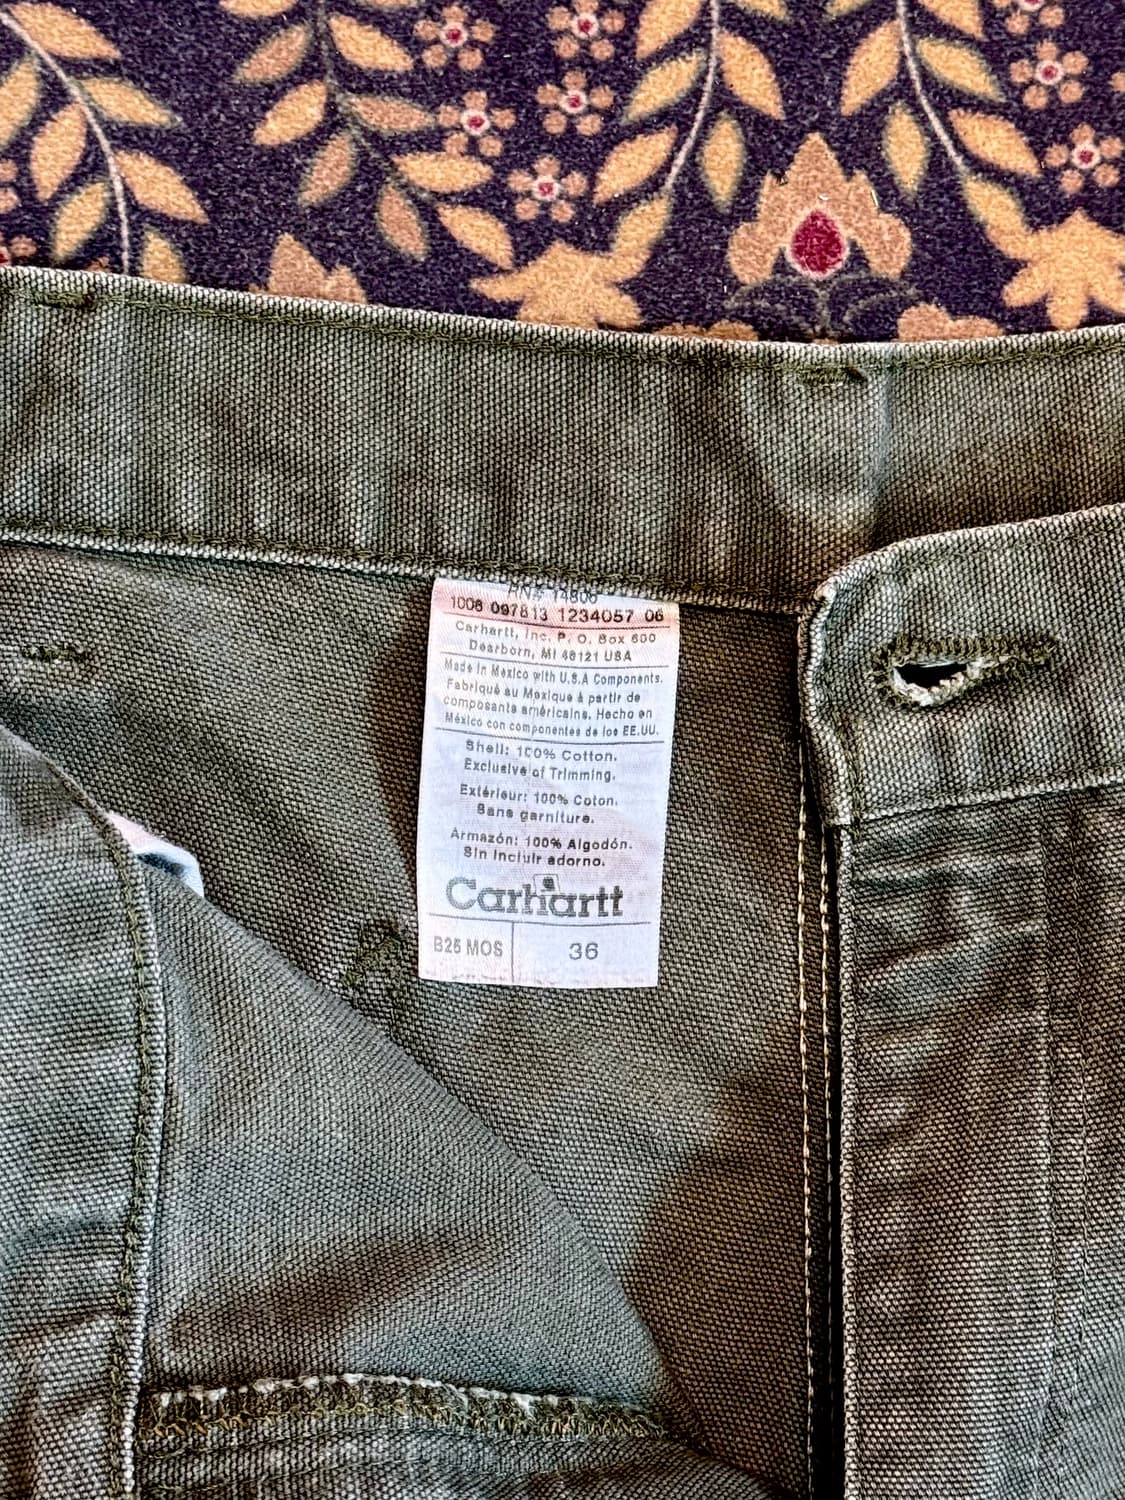 RN# 14806
1006 097813 1234057 06
Carhartt, Inc. P. O. Box 600
Dearborn, MI 48121 USA
Made in Mexico with U.S.A Components.
Fabriqué au Mexique à partir de
composants américains. Hecho en
México con componentes de los EE.UU.
Shell: 100% Cotton.
Exclusive of Trimming.
Extérieur: 100% Coton.
Sans garniture.
Armazón: 100% Algodón.
Sin incluir adorno.
Carhartt
B25 MOS 36